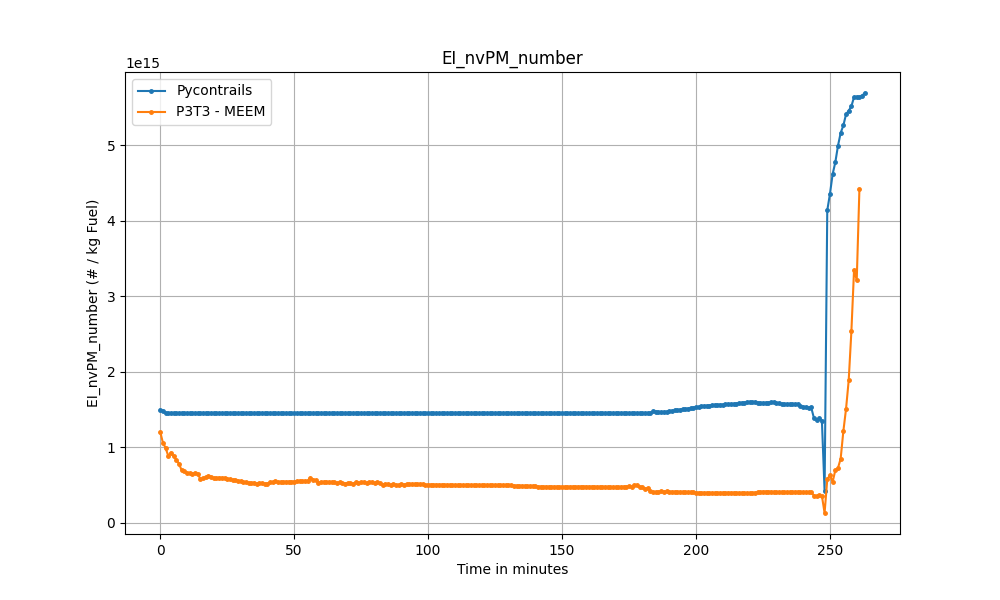 EI_nvPM_number
1e15
Pycontrails
P3T3 - MEEM
EI_nvPM_number (# / kg Fuel)
5
4
3
2
1
0
0 50 100 150 200 250
Time in minutes